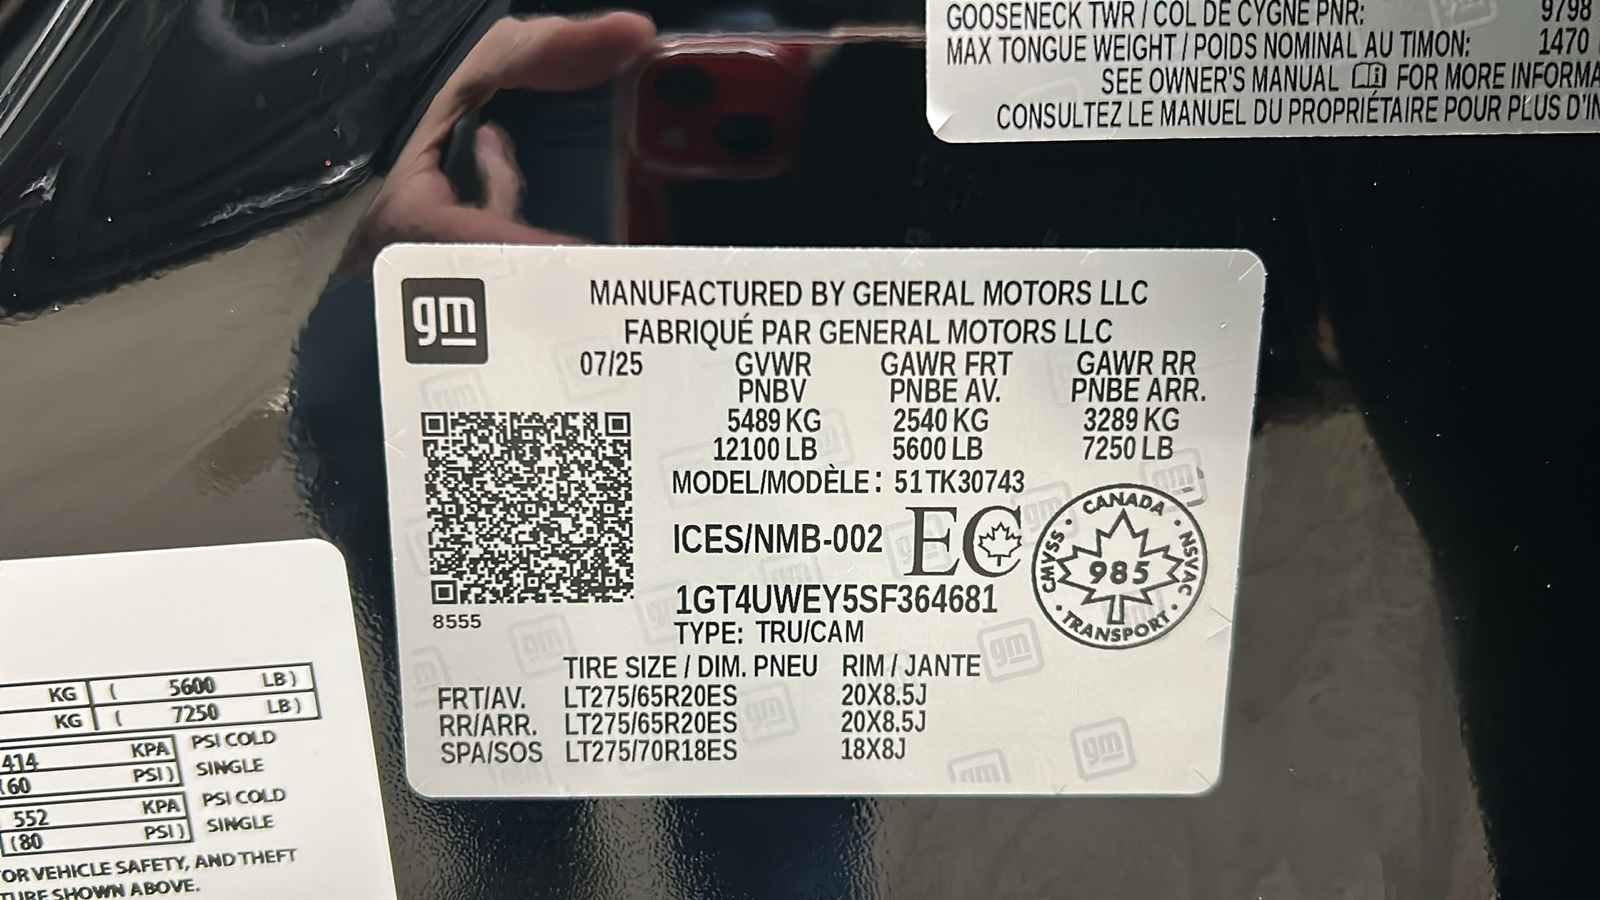 GOOSENECK TWR / COL DE CYGNE PNR: 9798
MAX TONGUE WEIGHT / POIDS NOMINAL AU TIMON: 1470
SEE OWNER'S MANUAL FOR MORE INFORMA
CONSULTEZ LE MANUEL DU PROPRIÉTAIRE POUR PLUS D'IN
gm
MANUFACTURED BY GENERAL MOTORS LLC
FABRIQUÉ PAR GENERAL MOTORS LLC
07/25 GVWR GAWR FRT GAWR RR
PNBV PNBE AV. PNBE ARR.
5489 KG 2540 KG 3289 KG
12100 LB 5600 LB 7250 LB
MODEL/MODÈLE: 51TK30743
ICES/NMB-002 EC
CANADA
CMVSS 985 NSVAC
TRANSPORT
1GT4UWEY5SF364681
8555
TYPE: TRU/CAM
TIRE SIZE / DIM. PNEU RIM / JANTE
FRT/AV. LT275/65R20ES 20X8.5J
RR/ARR. LT275/65R20ES 20X8.5J
SPA/SOS LT275/70R18ES 18X8J
KG ( 5600 LB)
KG ( 7250 LB)
414 KPA PSI COLD
(60 PSI) SINGLE
552 KPA PSI COLD
(80 PSI) SINGLE
OR VEHICLE SAFETY, AND THEFT
TURE SHOWN ABOVE.